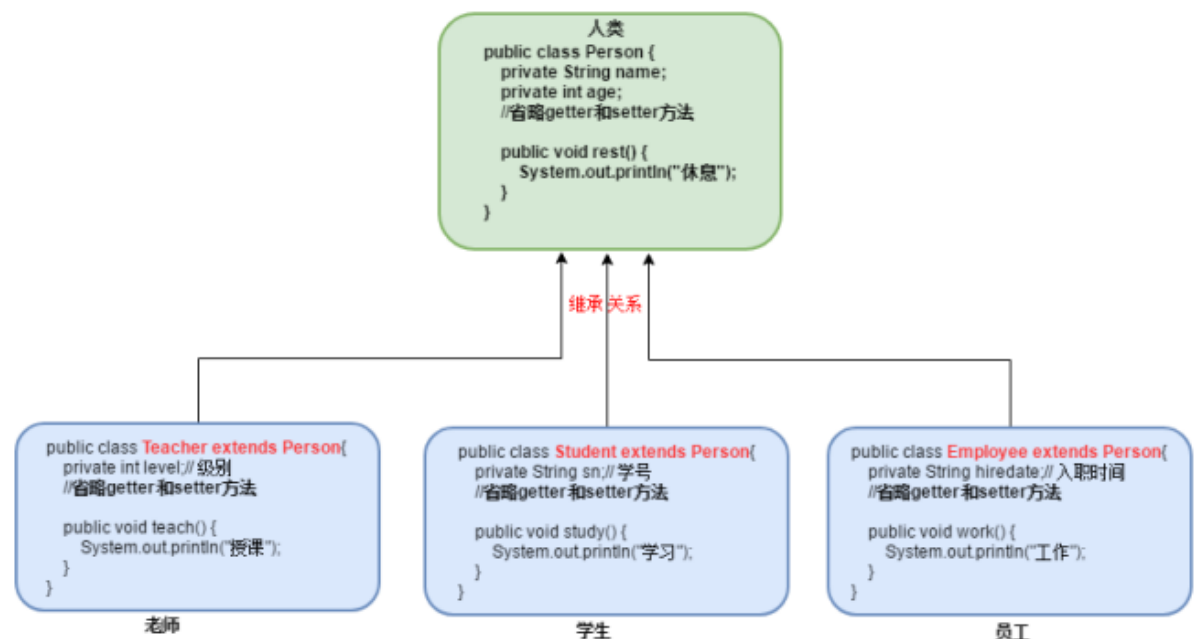 人类
public class Person {
private String name;
private int age;
//省略getter和setter方法
public void rest() {
System.out.println("休息");
}
}
继承关系
public class Teacher extends Person{
private int level;// 级别
//省略getter和setter方法
public void teach() {
System.out.println("授课");
}
}
老师
public class Student extends Person{
private String sn;// 学号
//省略getter和setter方法
public void study() {
System.out.println("学习");
}
}
学生
public class Employee extends Person{
private String hiredate;// 入职时间
//省略getter和setter方法
public void work() {
System.out.println("工作");
}
}
员工